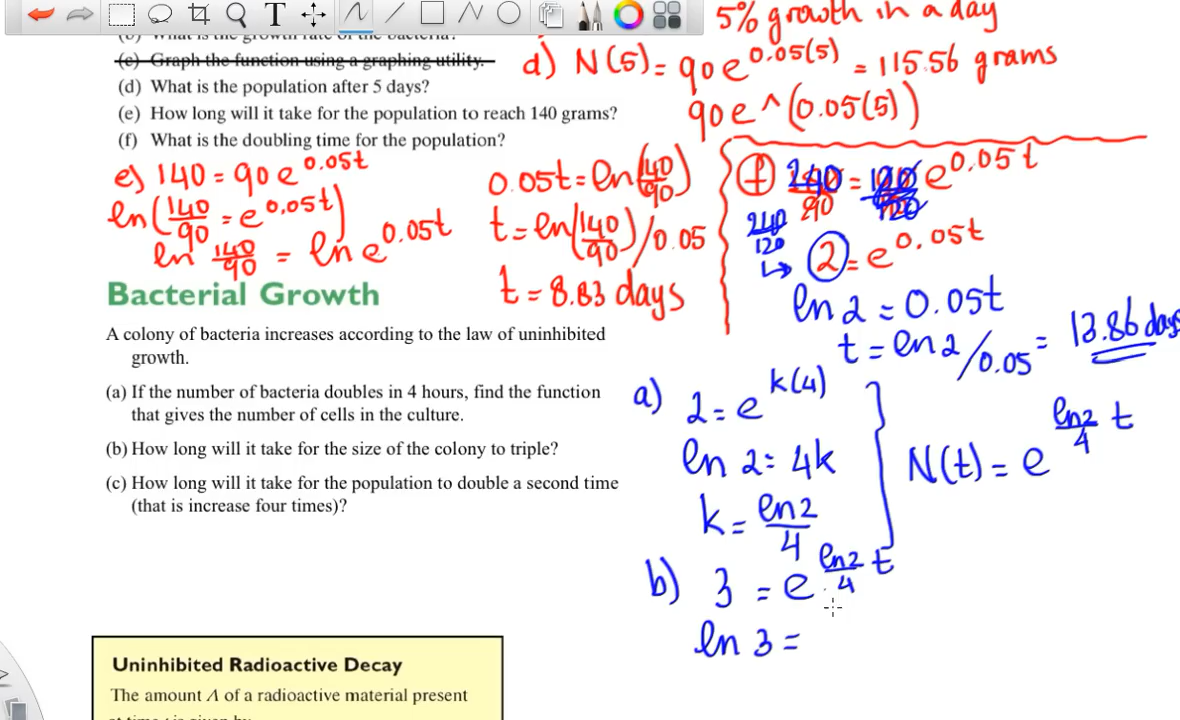 5% growth in a day
(c) Graph the function using a graphing utility.
(d) What is the population after 5 days?
(e) How long will it take for the population to reach 140 grams?
(f) What is the doubling time for the population?
d) N(5) = 90e^0.05(5) = 115.56 grams
90e^(0.05(5))
e) 140 = 90e^0.05t
ln(140/90 = e^0.05t)
ln 140/90 = ln e^0.05t
0.05t = ln(140/90)
t = ln(140/90)/0.05
t = 8.83 days
f 240 = 120 e^0.05t
90
240/120
↳ 2 = e^0.05t
ln 2 = 0.05t
t = ln 2/0.05 = 13.86 days
Bacterial Growth
A colony of bacteria increases according to the law of uninhibited
growth.
(a) If the number of bacteria doubles in 4 hours, find the function
that gives the number of cells in the culture.
(b) How long will it take for the size of the colony to triple?
(c) How long will it take for the population to double a second time
(that is increase four times)?
a) 2 = e^k(4)
ln 2 = 4k
k = ln2/4
N(t) = e^ln2/4 t
b) 3 = e^ln2/4 t
ln 3 =
Uninhibited Radioactive Decay
The amount A of a radioactive material present